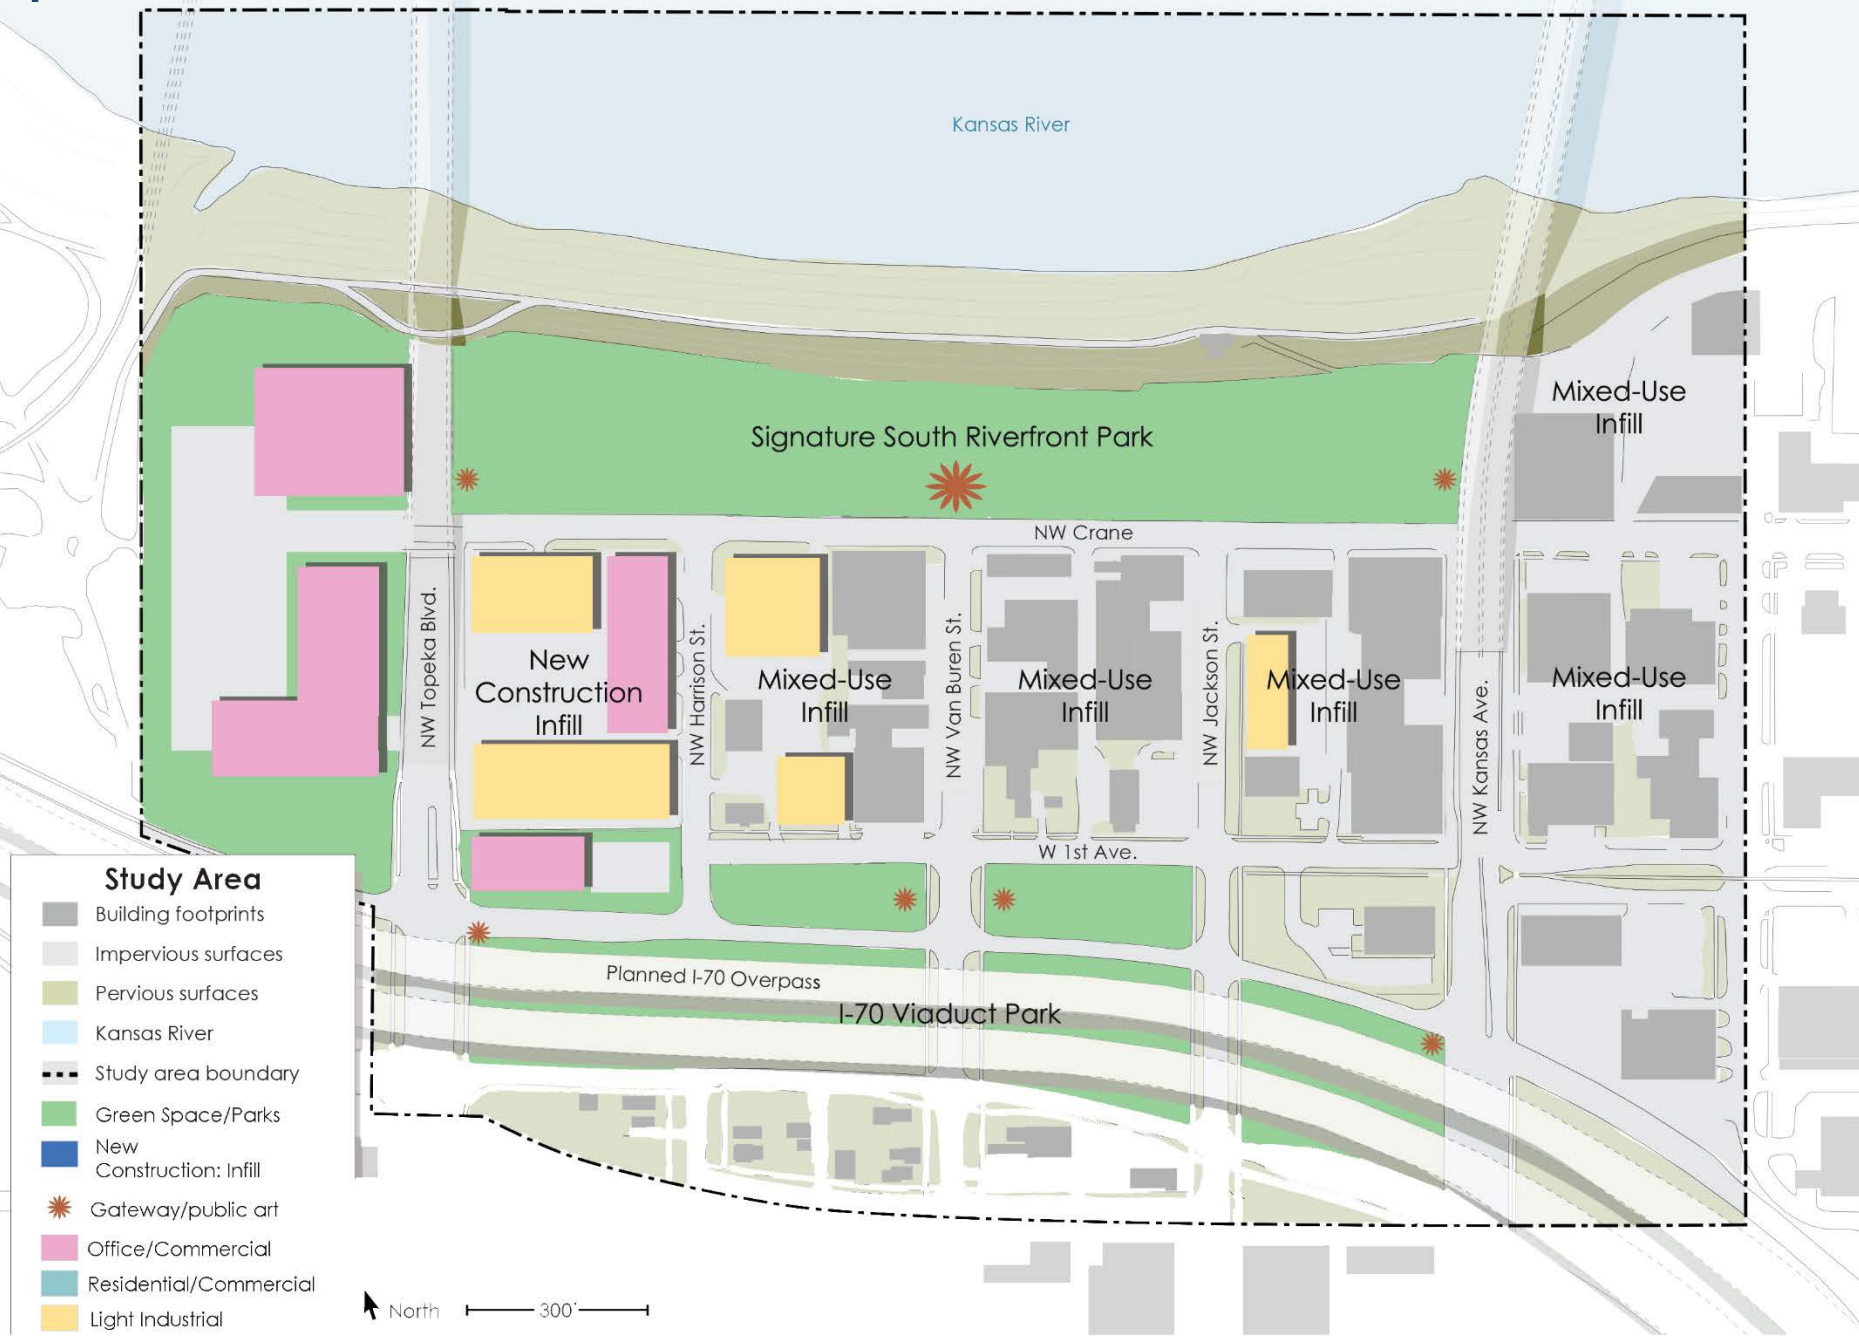 Kansas River
Mixed-Use
Infill
Signature South Riverfront Park
NW Crane
NW Topeka Blvd.
New
Construction
Infill
NW Harrison St.
Mixed-Use
Infill
NW Van Buren St.
Mixed-Use
Infill
NW Jackson St.
Mixed-Use
Infill
NW Kansas Ave.
Mixed-Use
Infill
W 1st Ave.
Planned I-70 Overpass
I-70 Viaduct Park
Study Area
Building footprints
Impervious surfaces
Pervious surfaces
Kansas River
Study area boundary
Green Space/Parks
New
Construction: Infill
Gateway/public art
Office/Commercial
Residential/Commercial
Light Industrial
North
300'